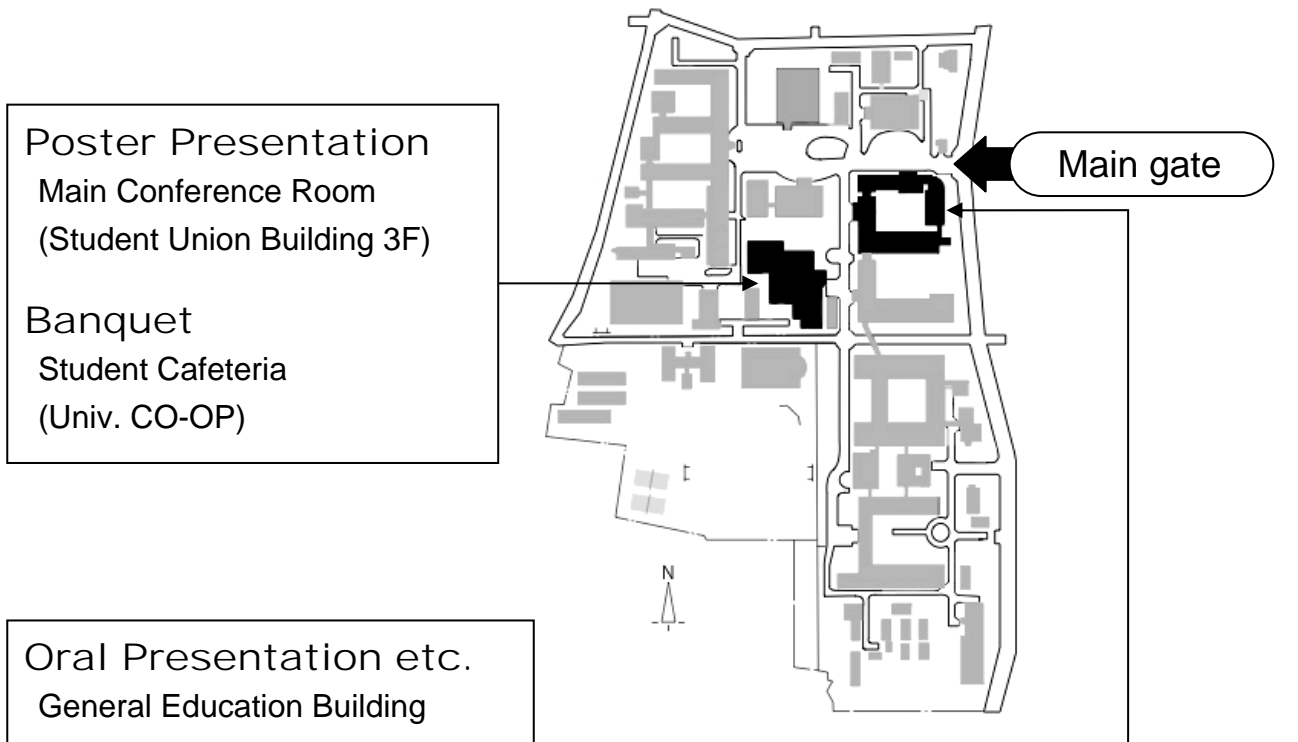 Poster Presentation
Main Conference Room
(Student Union Building 3F)
Banquet
Student Cafeteria
(Univ. CO-OP)
Main gate
N
Oral Presentation etc.
General Education Building